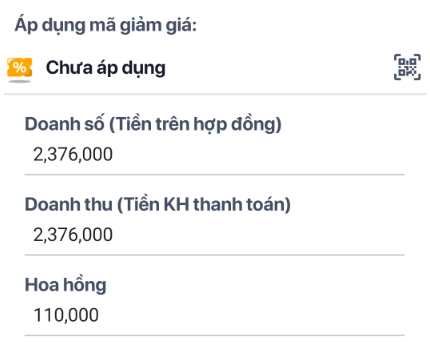 Áp dụng mã giảm giá:
% Chưa áp dụng
Doanh số (Tiền trên hợp đồng)
2,376,000
Doanh thu (Tiền KH thanh toán)
2,376,000
Hoa hồng
110,000